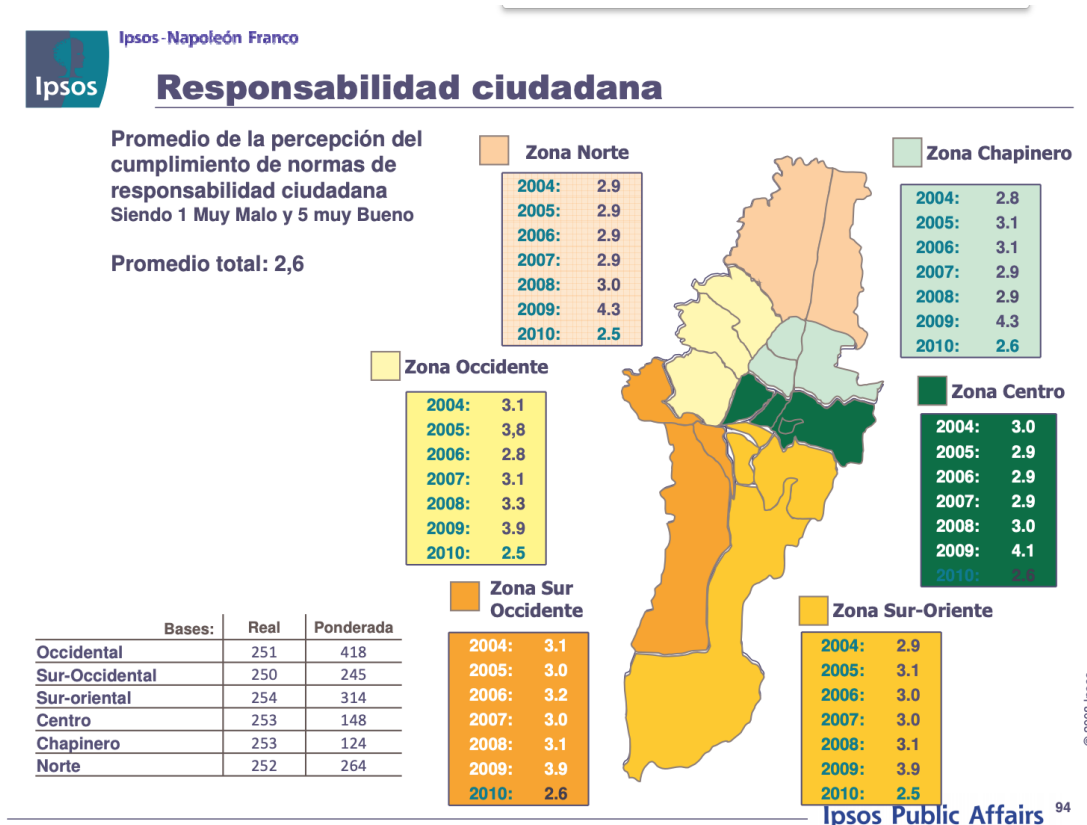 Ipsos-Napoleón Franco
Ipsos
Responsabilidad ciudadana
Promedio de la percepción del
cumplimiento de normas de
responsabilidad ciudadana
Siendo 1 Muy Malo y 5 muy Bueno
Promedio total: 2,6
Zona Norte
2004: 2.9
2005: 2.9
2006: 2.9
2007: 2.9
2008: 3.0
2009: 4.3
2010: 2.5
Zona Chapinero
2004: 2.8
2005: 3.1
2006: 3.1
2007: 2.9
2008: 2.9
2009: 4.3
2010: 2.6
Zona Occidente
2004: 3.1
2005: 3,8
2006: 2.8
2007: 3.1
2008: 3.3
2009: 3.9
2010: 2.5
Zona Centro
2004: 3.0
2005: 2.9
2006: 2.9
2007: 2.9
2008: 3.0
2009: 4.1
2010: 2.6
Zona Sur
Occidente
2004: 3.1
2005: 3.0
2006: 3.2
2007: 3.0
2008: 3.1
2009: 3.9
2010: 2.6
Zona Sur-Oriente
2004: 2.9
2005: 3.1
2006: 3.0
2007: 3.0
2008: 3.1
2009: 3.9
2010: 2.5
Bases: Real Ponderada
Occidental 251 418
Sur-Occidental 250 245
Sur-oriental 254 314
Centro 253 148
Chapinero 253 124
Norte 252 264
Ipsos Public Affairs 94